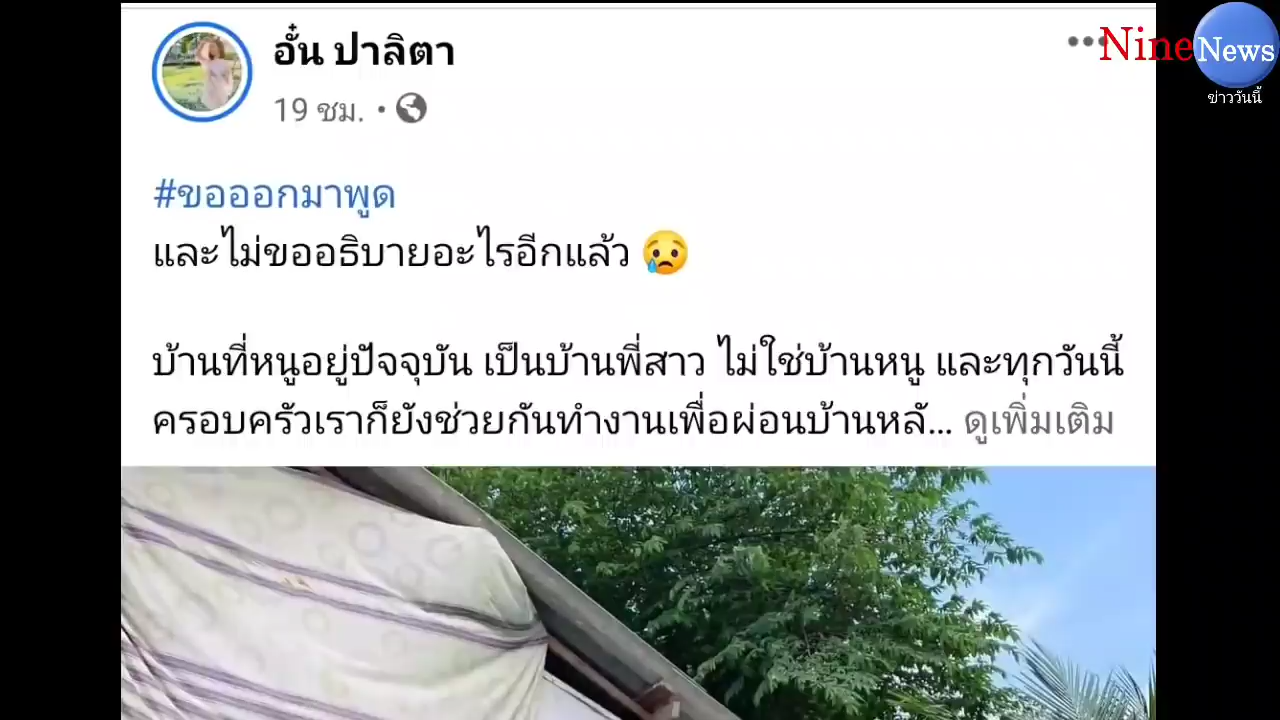 อั๋น ปาลิตา
19 ชม. •
#ขอออกมาพูด
และไม่ขออธิบายอะไรอีกแล้ว 😢
บ้านที่หนูอยู่ปัจจุบัน เป็นบ้านพี่สาว ไม่ใช่บ้านหนู และทุกวันนี้
ครอบครัวเราก็ยังช่วยกันทำงานเพื่อผ่อนบ้านหลั... ดูเพิ่มเติม
Nine News
ข่าววันนี้